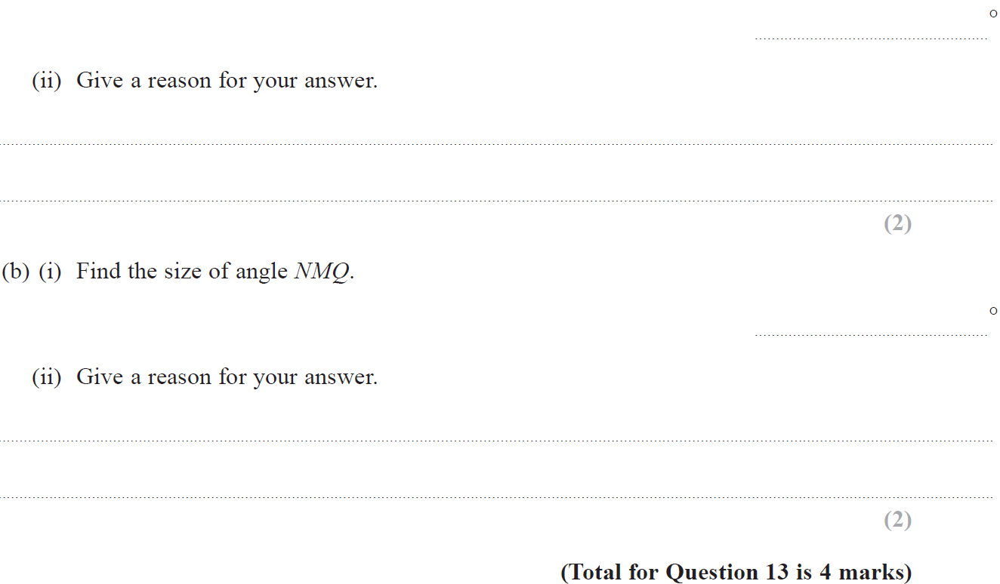 °
(ii) Give a reason for your answer.
(2)
(b) (i) Find the size of angle NMQ.
°
(ii) Give a reason for your answer.
(2)
(Total for Question 13 is 4 marks)